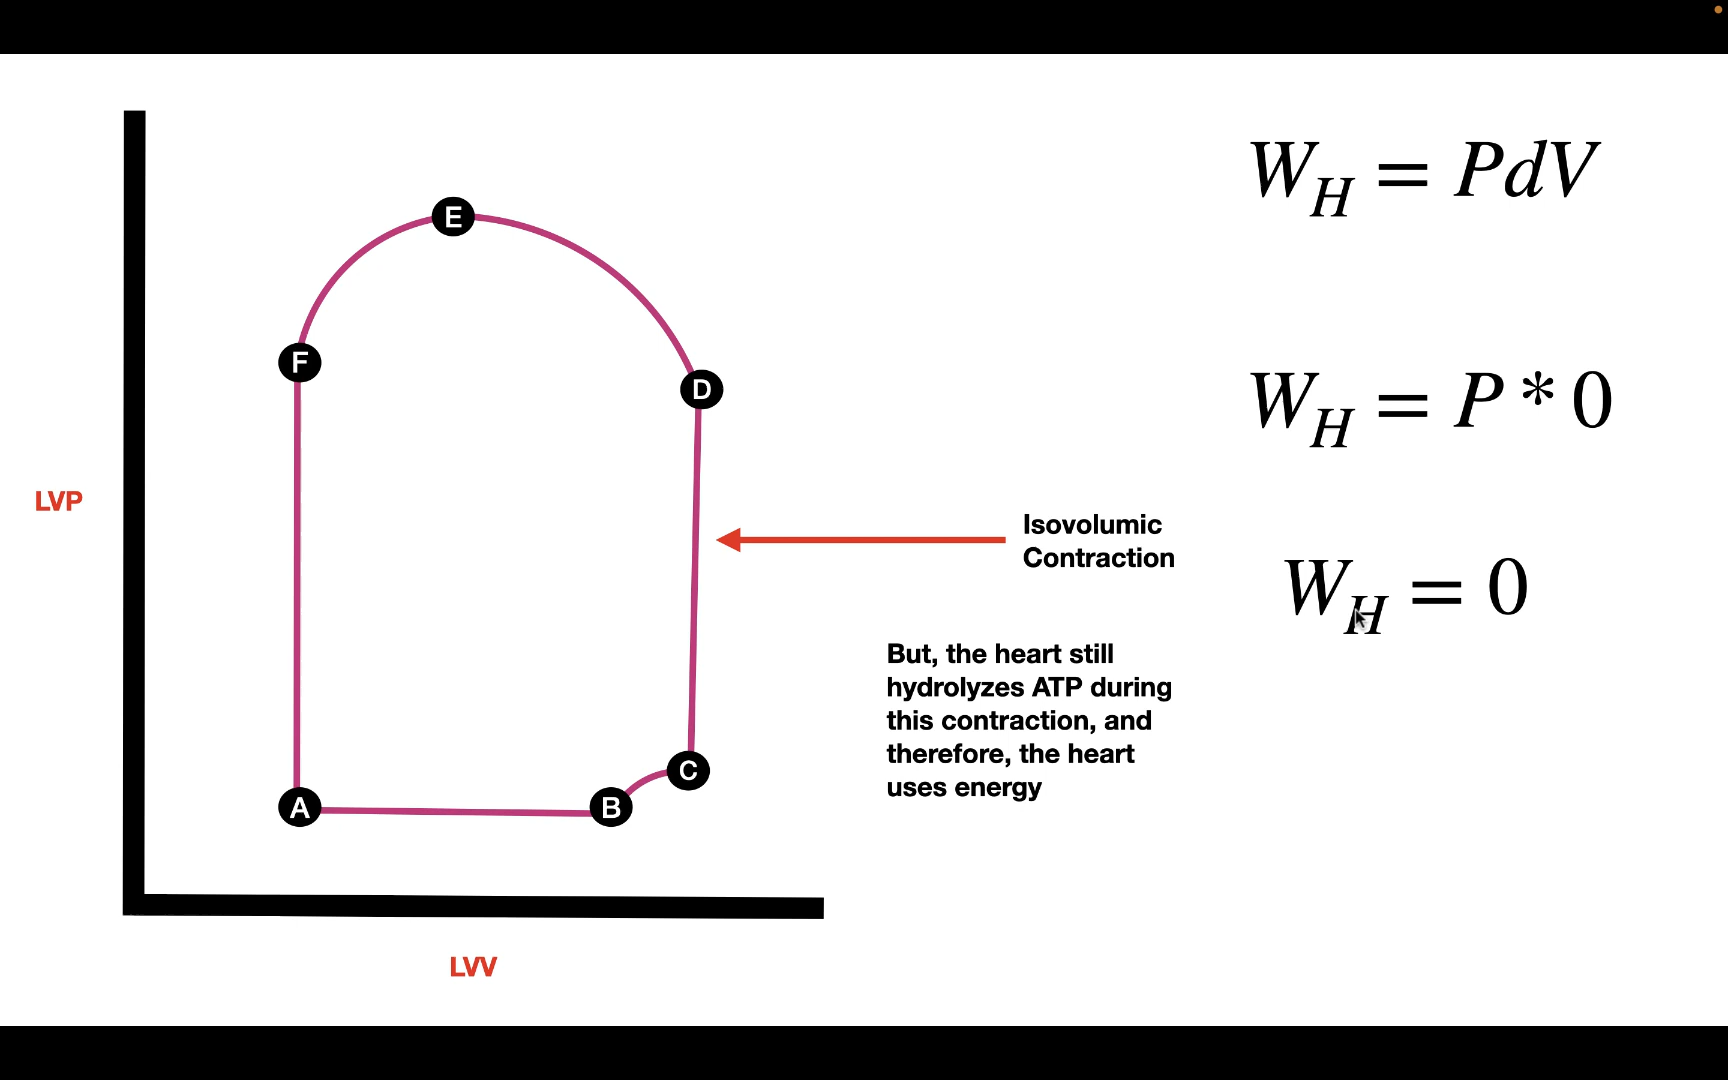 E
F
D
LVP
A
B
C
LVV
Isovolumic
Contraction
But, the heart still
hydrolyzes ATP during
this contraction, and
therefore, the heart
uses energy
W_H = PdV
W_H = P * 0
W_H = 0